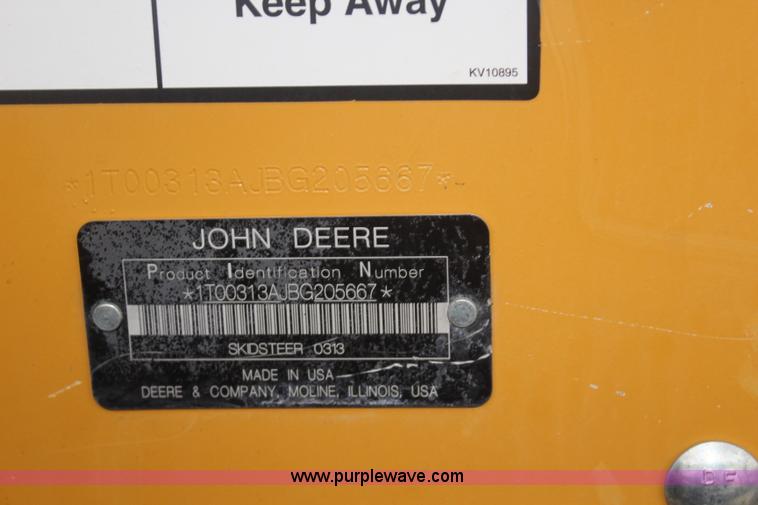 Keep Away
KV10895
*1T00313AJBG205667*
JOHN DEERE
Product Identification Number
*1T00313AJBG205667*
SKIDSTEER 0313
MADE IN USA
DEERE & COMPANY, MOLINE, ILLINOIS, USA
DF
www.purplewave.com